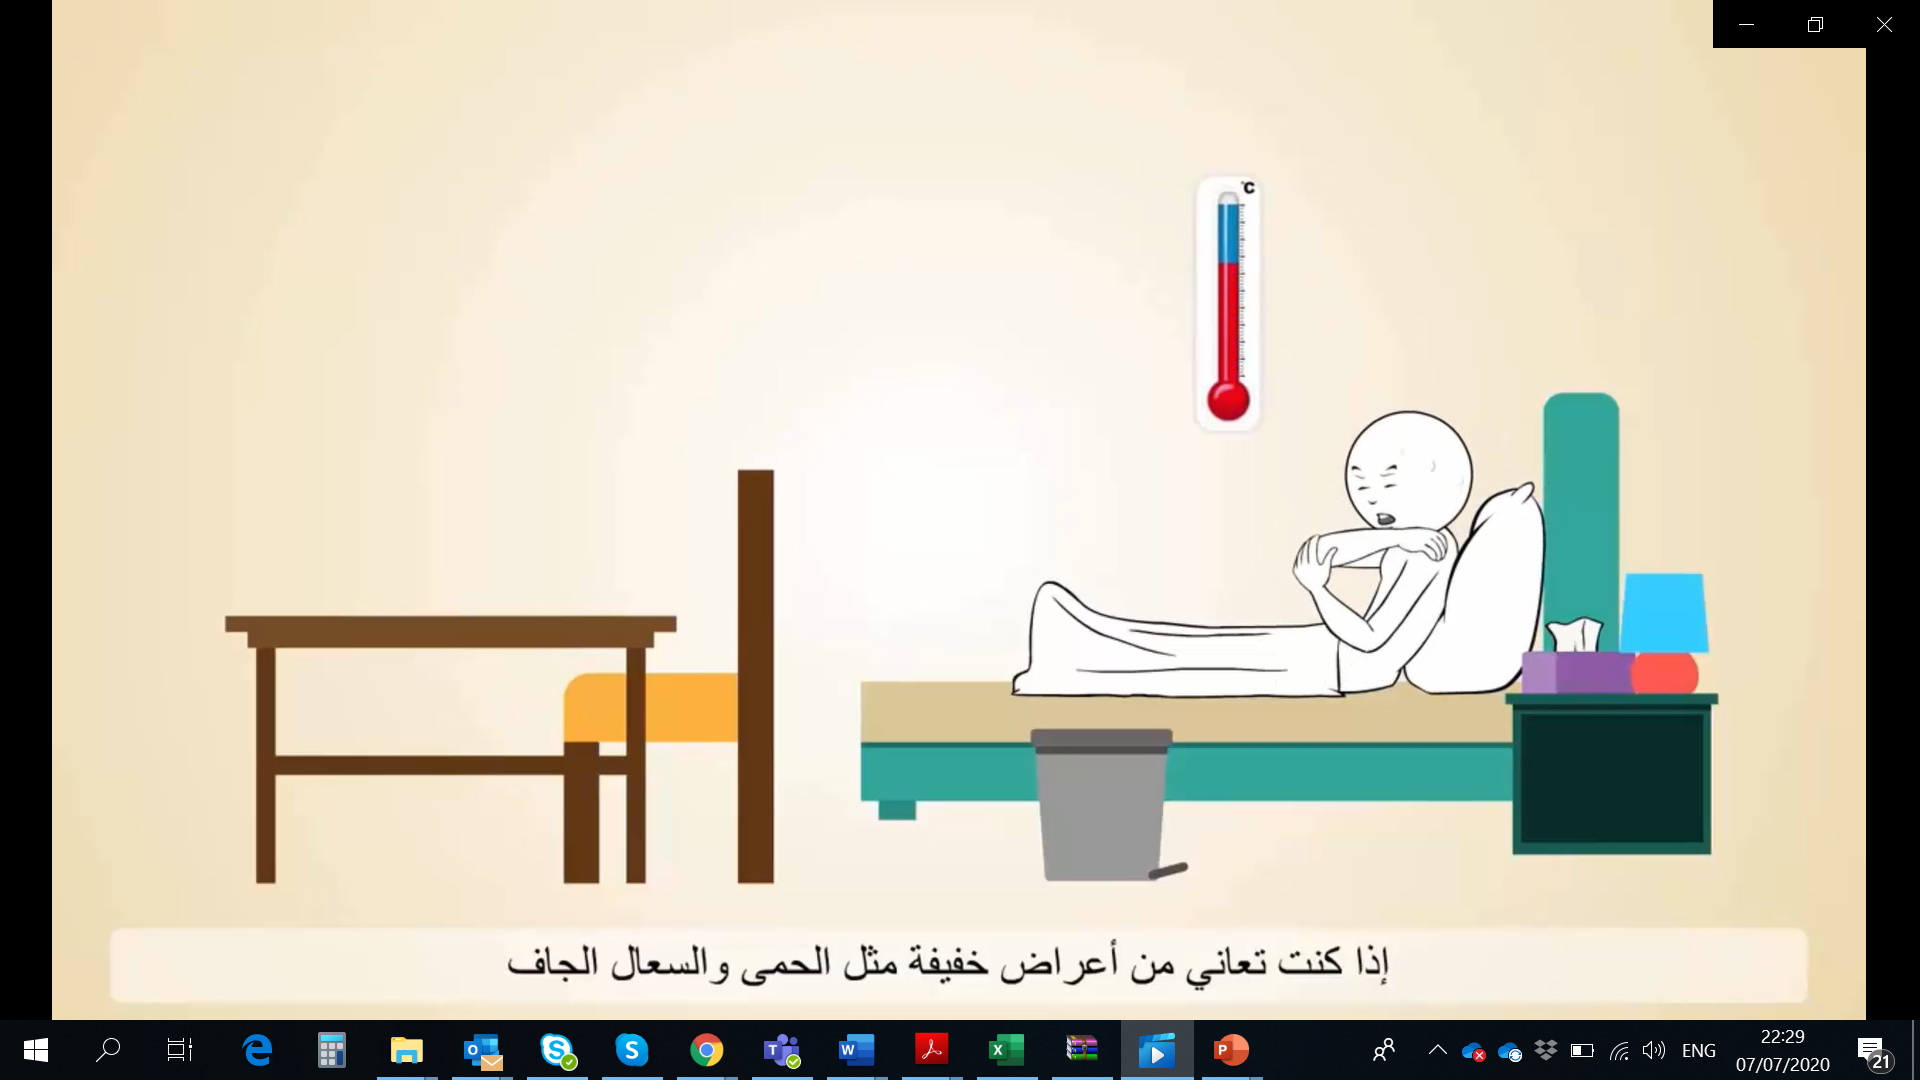 °C
إذا كنت تعاني من أعراض خفيفة مثل الحمى والسعال الجاف
ENG
22:29
07/07/2020
21